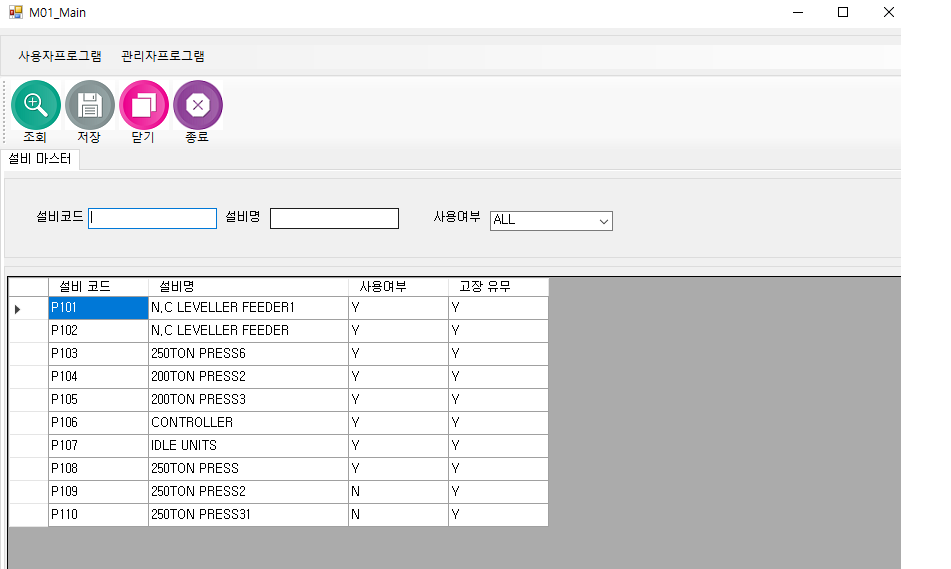 M01_Main
사용자프로그램 관리자프로그램
조회 저장 닫기 종료
설비 마스터
설비코드 설비명 사용여부 ALL
설비 코드 설비명 사용여부 고장 유무
P101 N.C LEVELLER FEEDER1 Y Y
P102 N.C LEVELLER FEEDER Y Y
P103 250TON PRESS6 Y Y
P104 200TON PRESS2 Y Y
P105 200TON PRESS3 Y Y
P106 CONTROLLER Y Y
P107 IDLE UNITS Y Y
P108 250TON PRESS Y Y
P109 250TON PRESS2 N Y
P110 250TON PRESS31 N Y